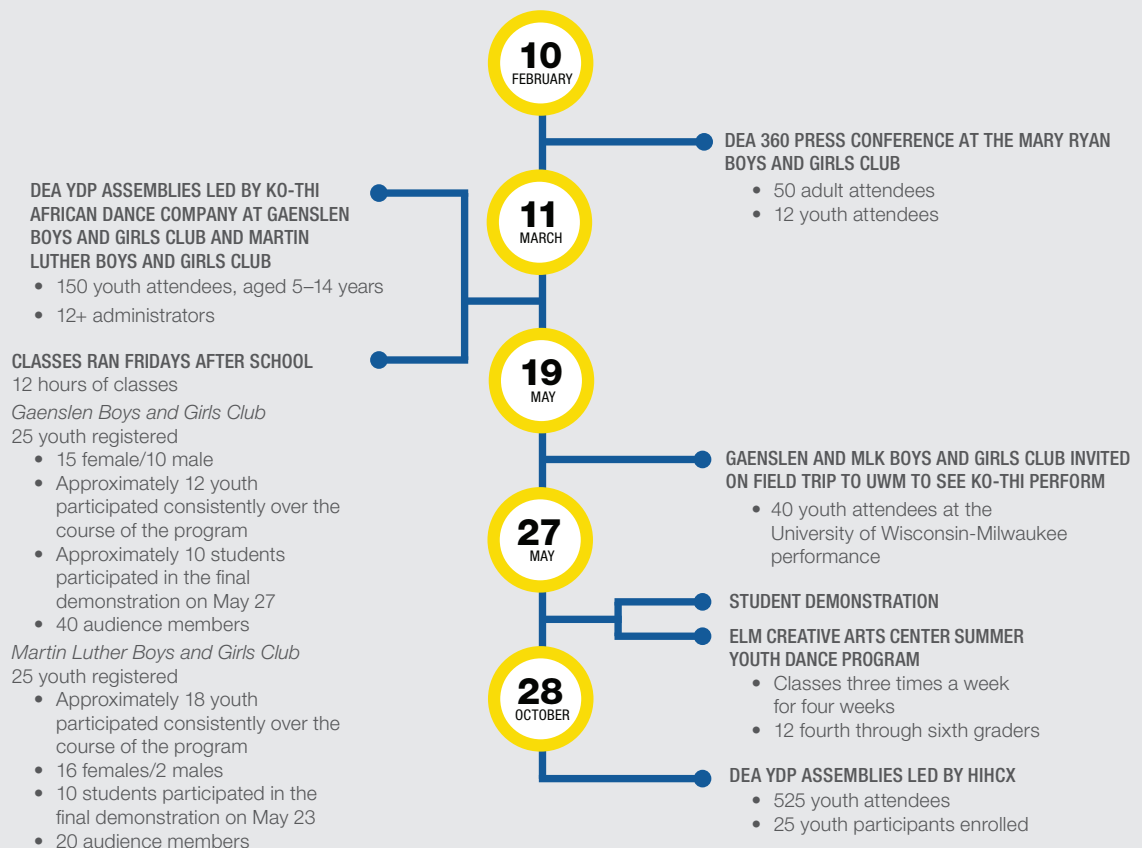 10
FEBRUARY
DEA 360 PRESS CONFERENCE AT THE MARY RYAN
BOYS AND GIRLS CLUB
• 50 adult attendees
• 12 youth attendees
11
MARCH
DEA YDP ASSEMBLIES LED BY KO-THI
AFRICAN DANCE COMPANY AT GAENSLEN
BOYS AND GIRLS CLUB AND MARTIN
LUTHER BOYS AND GIRLS CLUB
• 150 youth attendees, aged 5–14 years
• 12+ administrators
CLASSES RAN FRIDAYS AFTER SCHOOL
12 hours of classes
Gaenslen Boys and Girls Club
25 youth registered
• 15 female/10 male
• Approximately 12 youth
participated consistently over the
course of the program
• Approximately 10 students
participated in the final
demonstration on May 27
• 40 audience members
Martin Luther Boys and Girls Club
25 youth registered
• Approximately 18 youth
participated consistently over the
course of the program
• 16 females/2 males
• 10 students participated in the
final demonstration on May 23
• 20 audience members
19
MAY
GAENSLEN AND MLK BOYS AND GIRLS CLUB INVITED
ON FIELD TRIP TO UWM TO SEE KO-THI PERFORM
• 40 youth attendees at the
University of Wisconsin-Milwaukee
performance
27
MAY
STUDENT DEMONSTRATION
ELM CREATIVE ARTS CENTER SUMMER
YOUTH DANCE PROGRAM
• Classes three times a week
for four weeks
• 12 fourth through sixth graders
28
OCTOBER
DEA YDP ASSEMBLIES LED BY HIHCX
• 525 youth attendees
• 25 youth participants enrolled